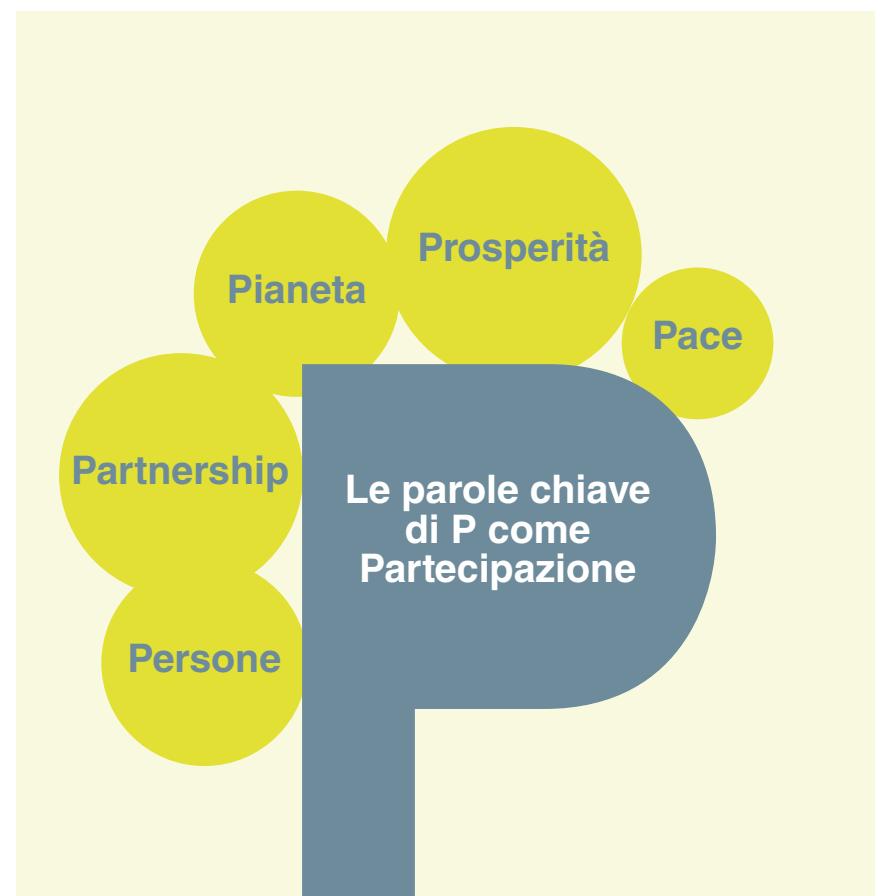 Prosperità
Pianeta
Pace
Partnership
Le parole chiave
di P come
Partecipazione
Persone